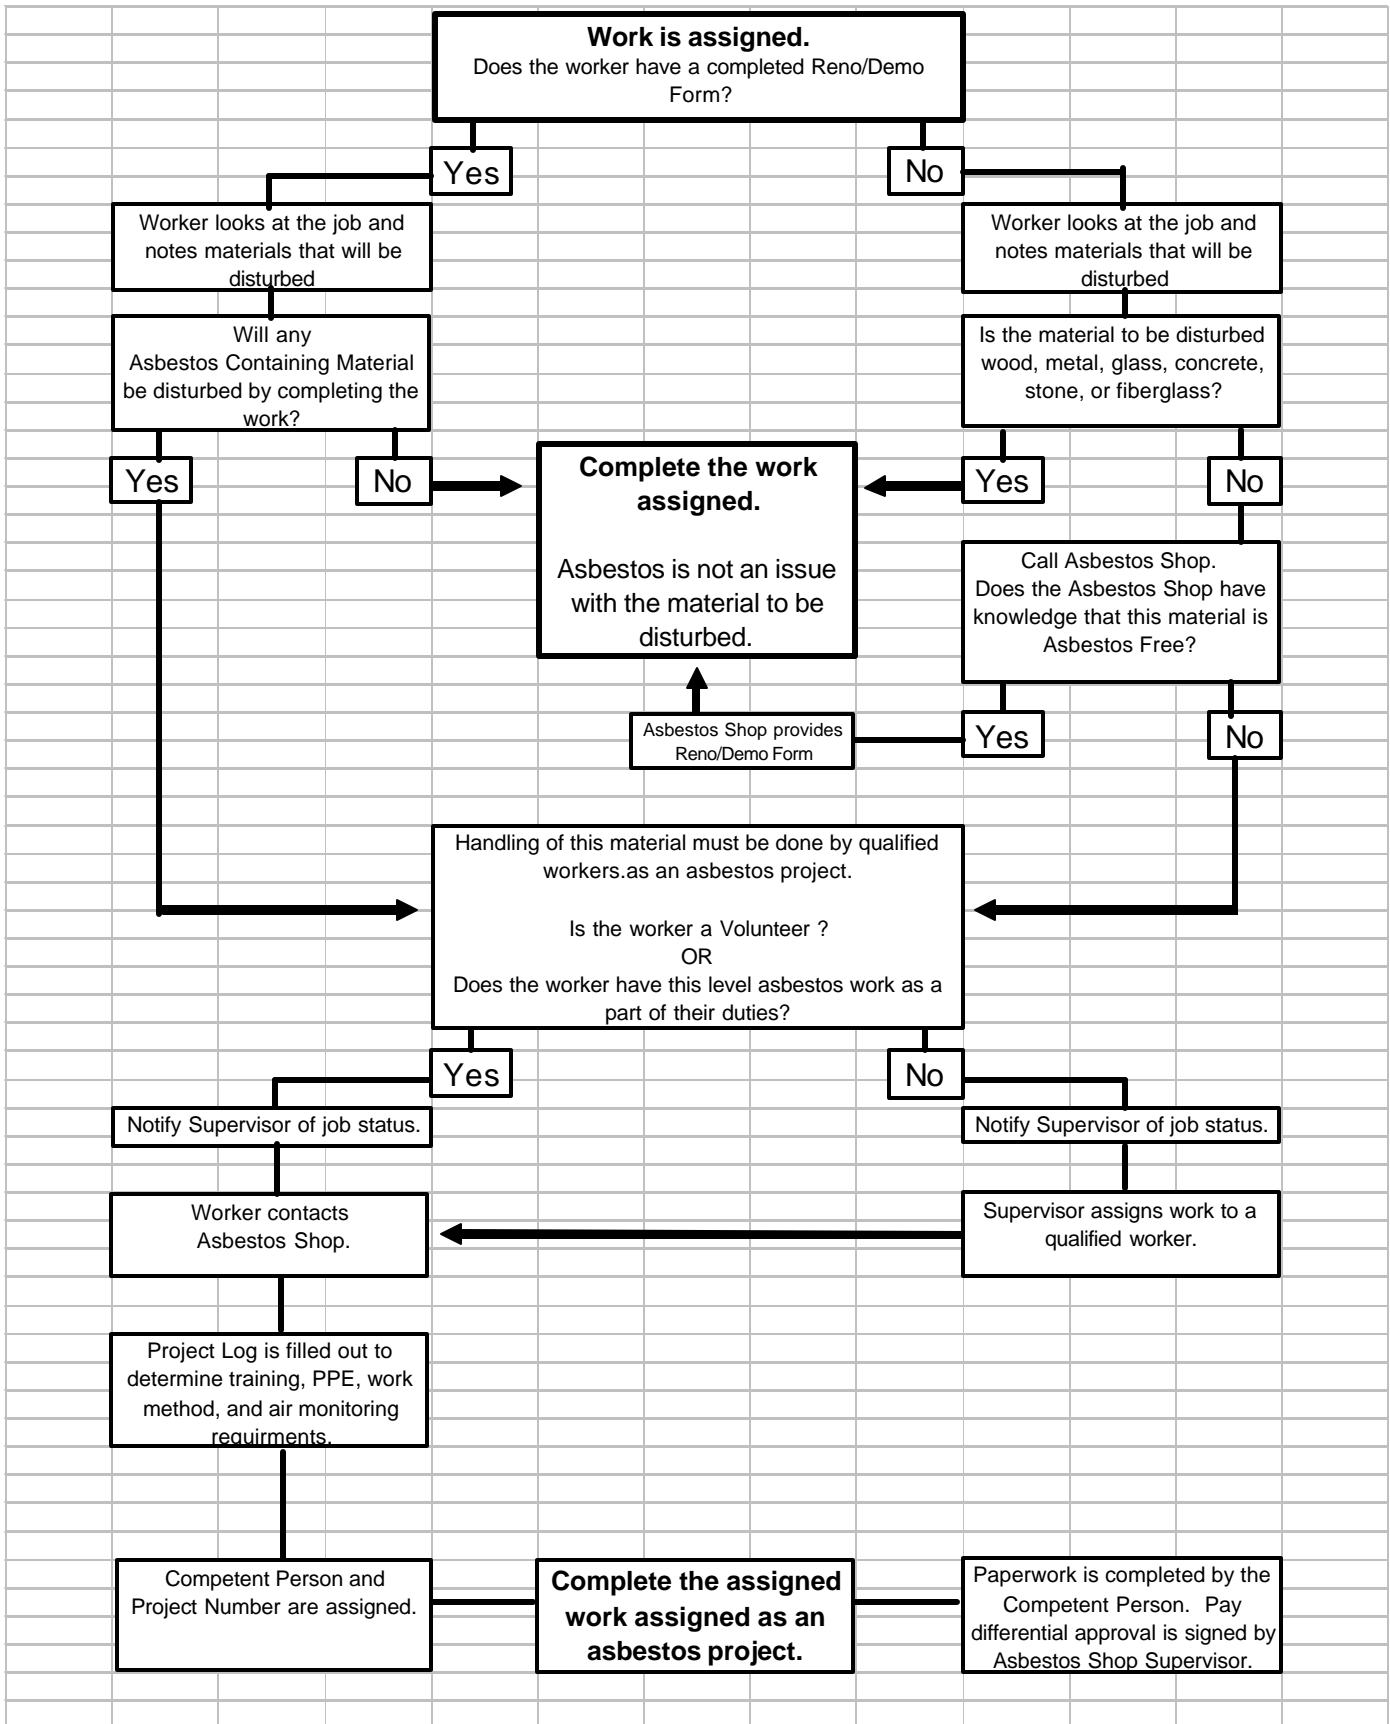 Work is assigned.
Does the worker have a completed Reno/Demo
Form?
Yes
No
Worker looks at the job and
notes materials that will be
disturbed
Worker looks at the job and
notes materials that will be
disturbed
Will any
Asbestos Containing Material
be disturbed by completing the
work?
Is the material to be disturbed
wood, metal, glass, concrete,
stone, or fiberglass?
Yes
No
Complete the work
assigned.
Asbestos is not an issue
with the material to be
disturbed.
Yes
No
Call Asbestos Shop.
Does the Asbestos Shop have
knowledge that this material is
Asbestos Free?
Asbestos Shop provides
Reno/Demo Form
Yes
No
Handling of this material must be done by qualified
workers.as an asbestos project.
Is the worker a Volunteer ?
OR
Does the worker have this level asbestos work as a
part of their duties?
Yes
No
Notify Supervisor of job status.
Notify Supervisor of job status.
Worker contacts
Asbestos Shop.
Supervisor assigns work to a
qualified worker.
Project Log is filled out to
determine training, PPE, work
method, and air monitoring
requirments.
Competent Person and
Project Number are assigned.
Complete the assigned
work assigned as an
asbestos project.
Paperwork is completed by the
Competent Person. Pay
differential approval is signed by
Asbestos Shop Supervisor.